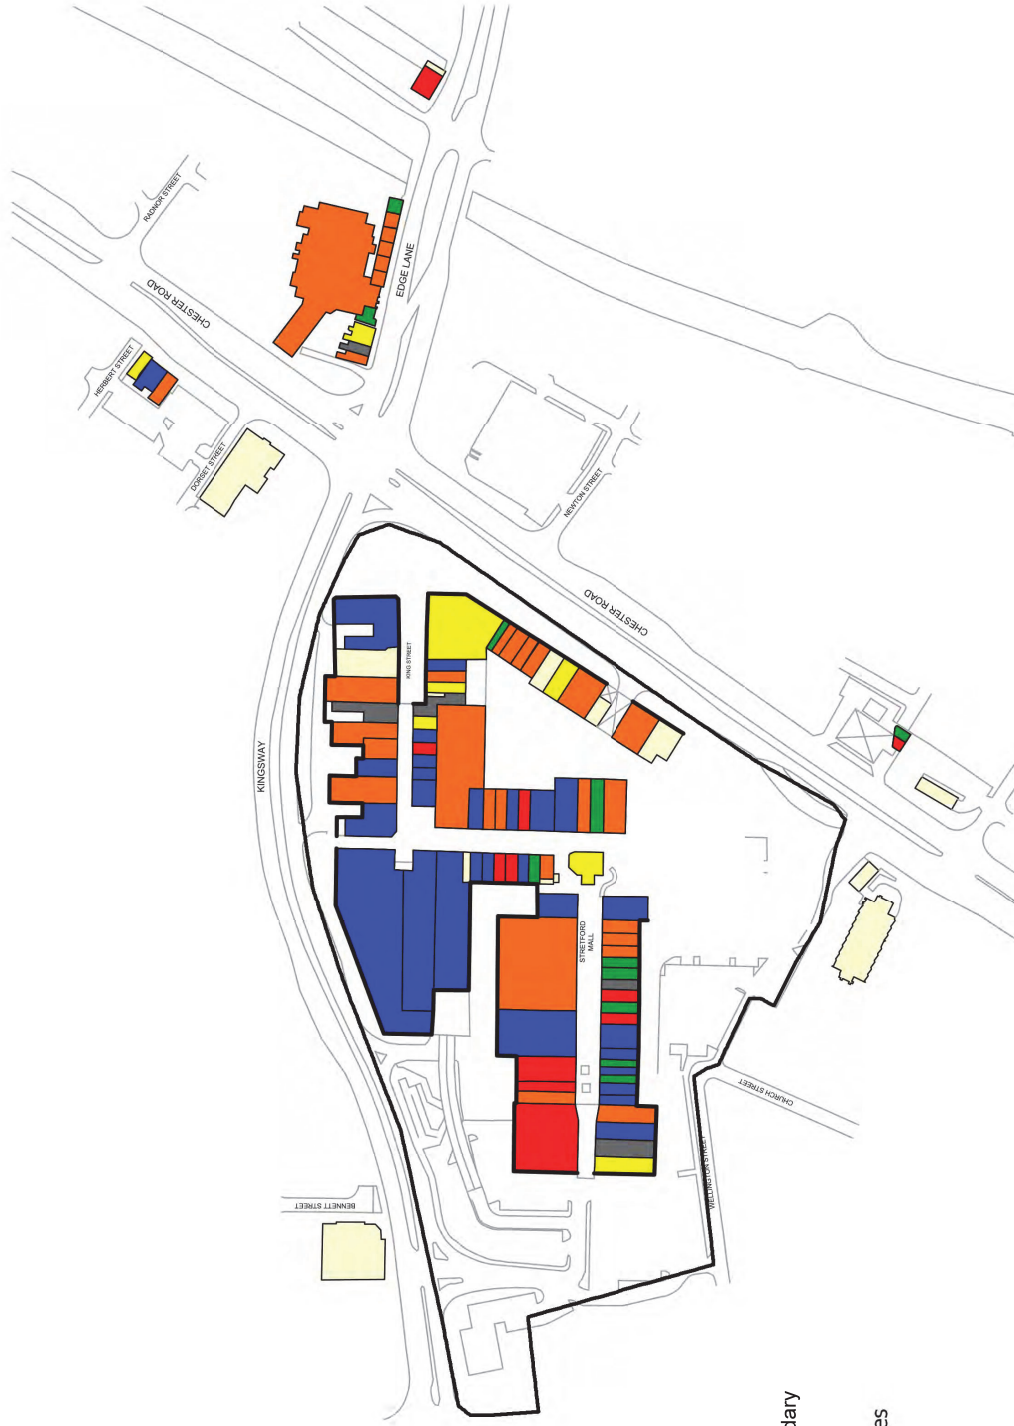 RADNOR STREET
CHESTER ROAD
EDGE LANE
HERBERT STREET
DORSET STREET
NEWTON STREET
CHESTER ROAD
KING STREET
KINGSWAY
STRETFORD
MALL
CHURCH STREET
WELLINGTON STREET
BENNETT STREET
dary
es